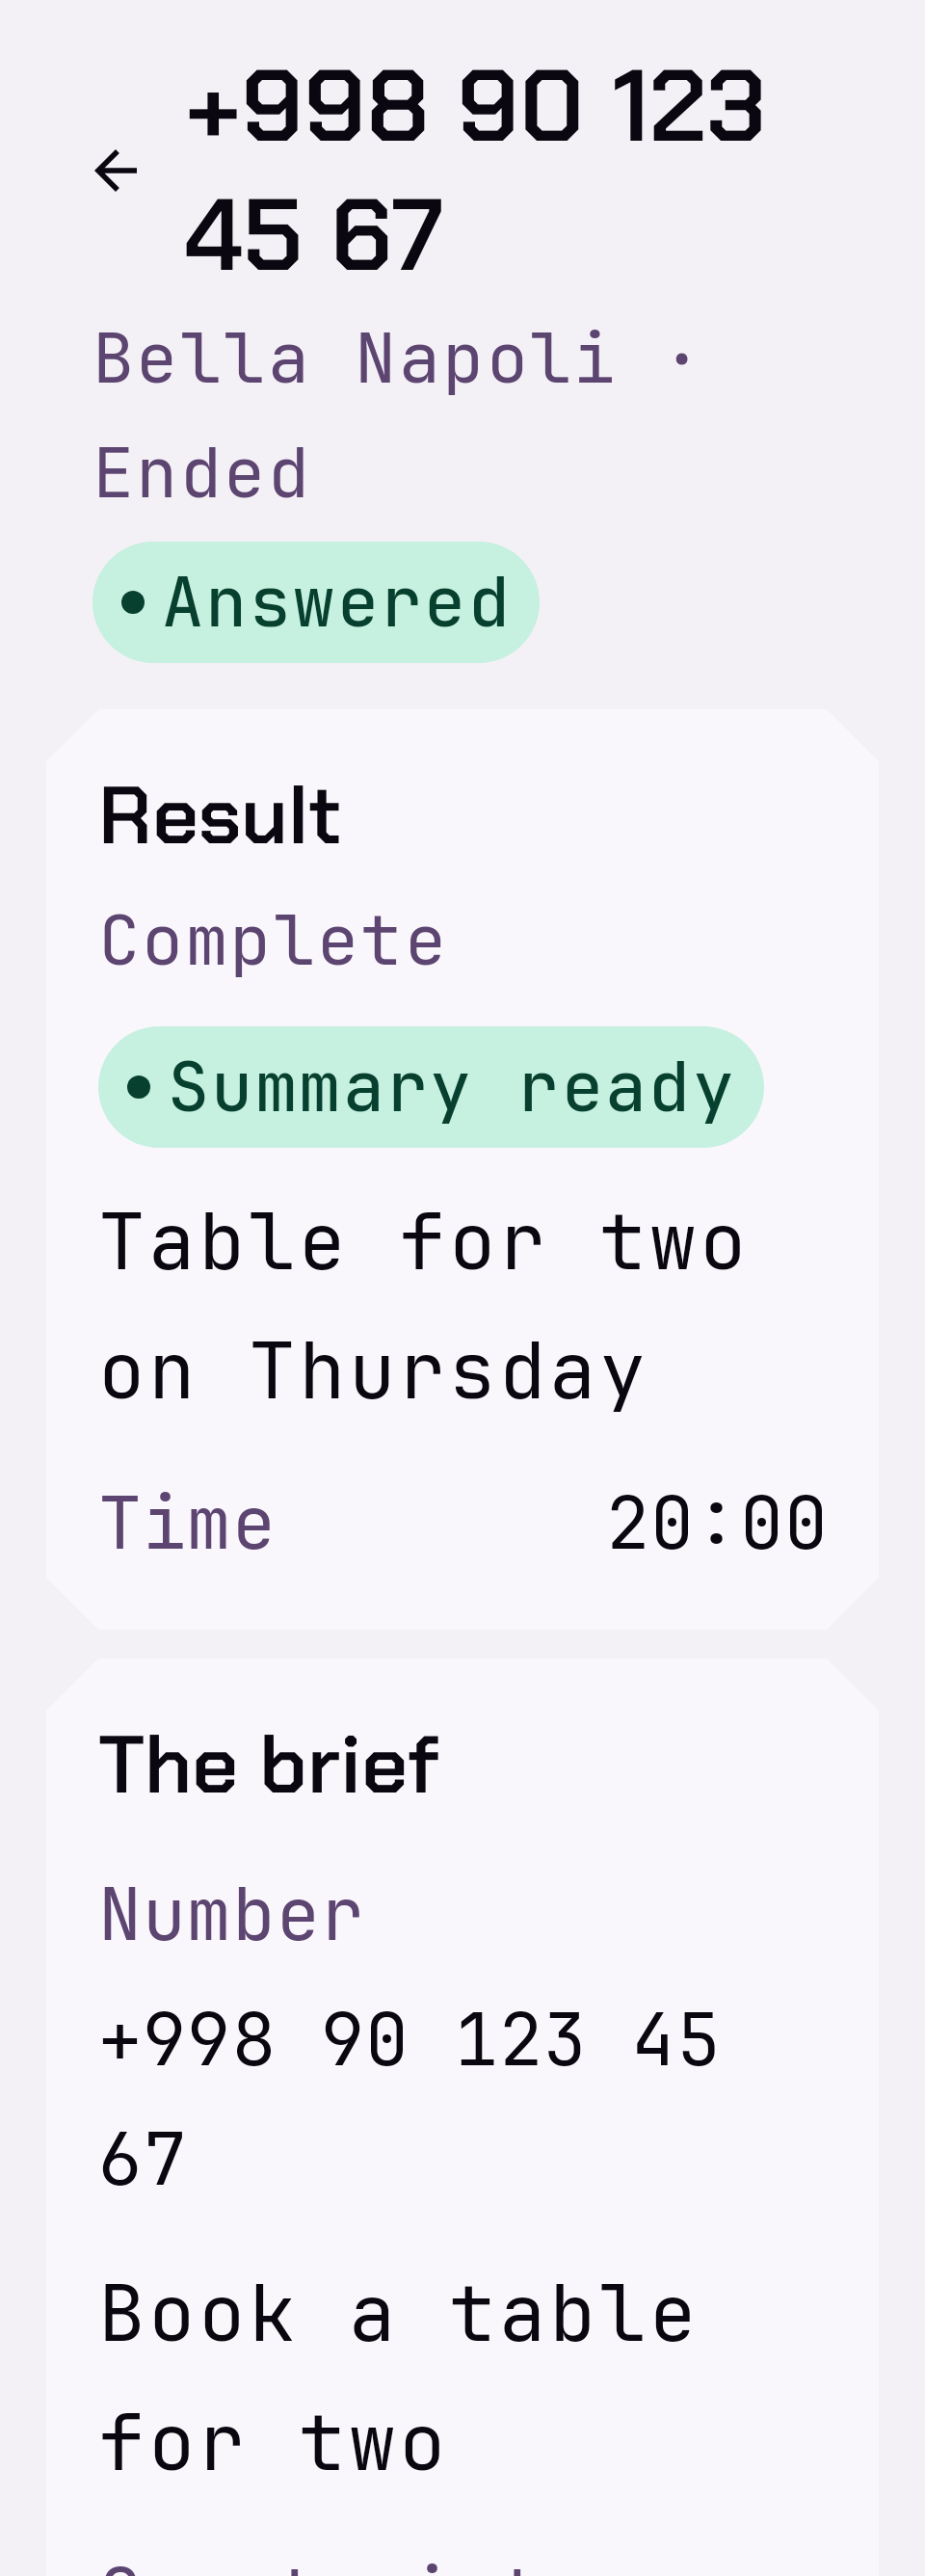 +998 90 123
45 67
Bella Napoli ·
Ended
Answered
Result
Complete
Summary ready
Table for two
on Thursday
Time 20:00
The brief
Number
+998 90 123 45
67
Book a table
for two